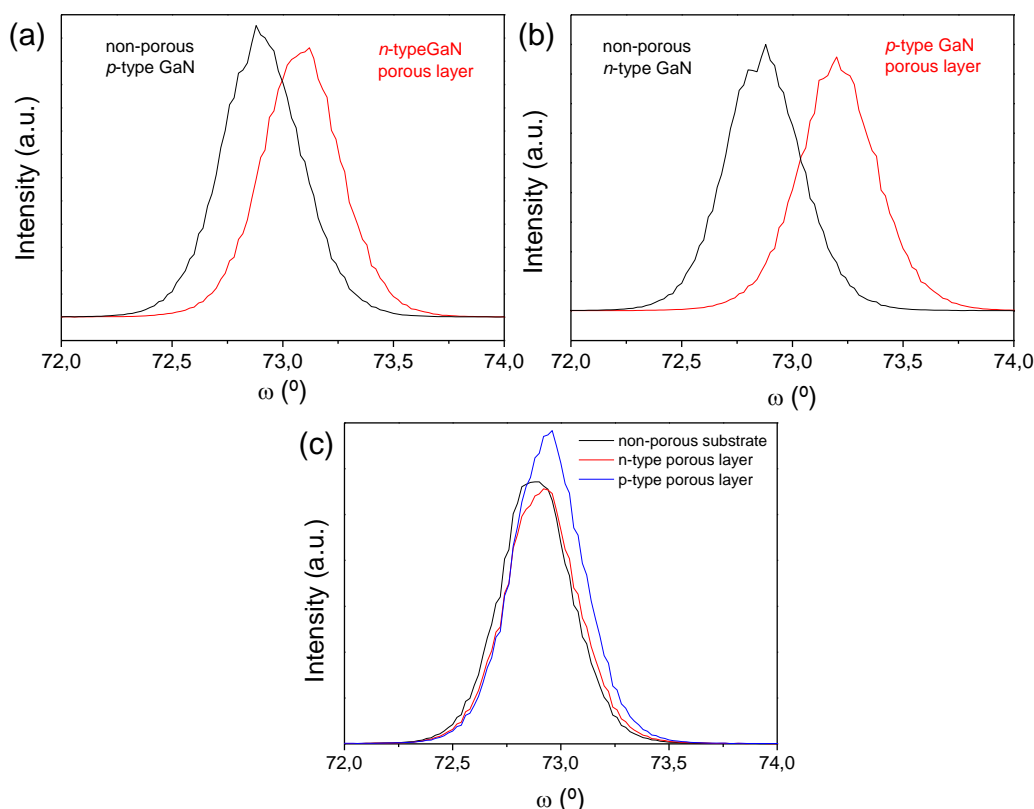 (a)
non-porous
p-type GaN
n-typeGaN
porous layer
Intensity (a.u.)
72,0 72,5 73,0 73,5 74,0
ω (º)
(b)
non-porous
n-type GaN
p-type GaN
porous layer
Intensity (a.u.)
72,0 72,5 73,0 73,5 74,0
ω (º)
(c)
non-porous substrate
n-type porous layer
p-type porous layer
Intensity (a.u.)
72,0 72,5 73,0 73,5 74,0
ω (º)